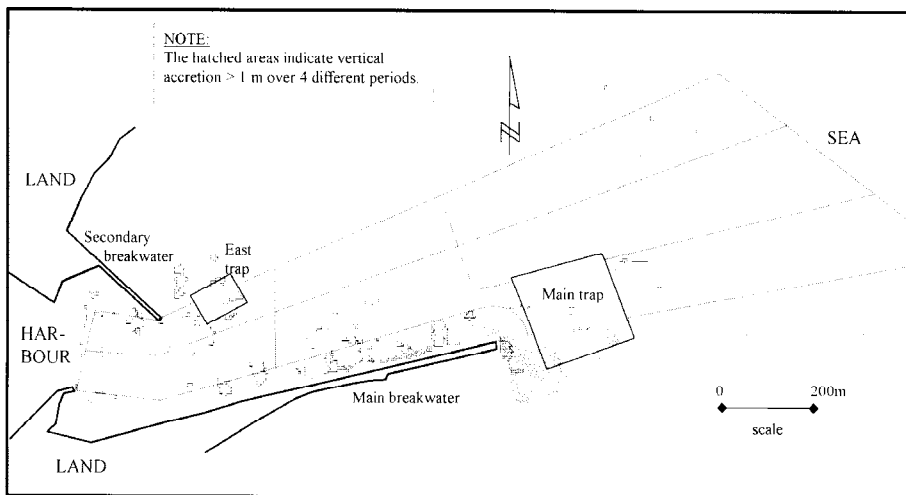 NOTE:
The hatched areas indicate vertical
accretion > 1 m over 4 different periods.
SEA
LAND
Secondary
breakwater
East
trap
Main trap
HAR-
BOUR
Main breakwater
0 200m
scale
LAND
N